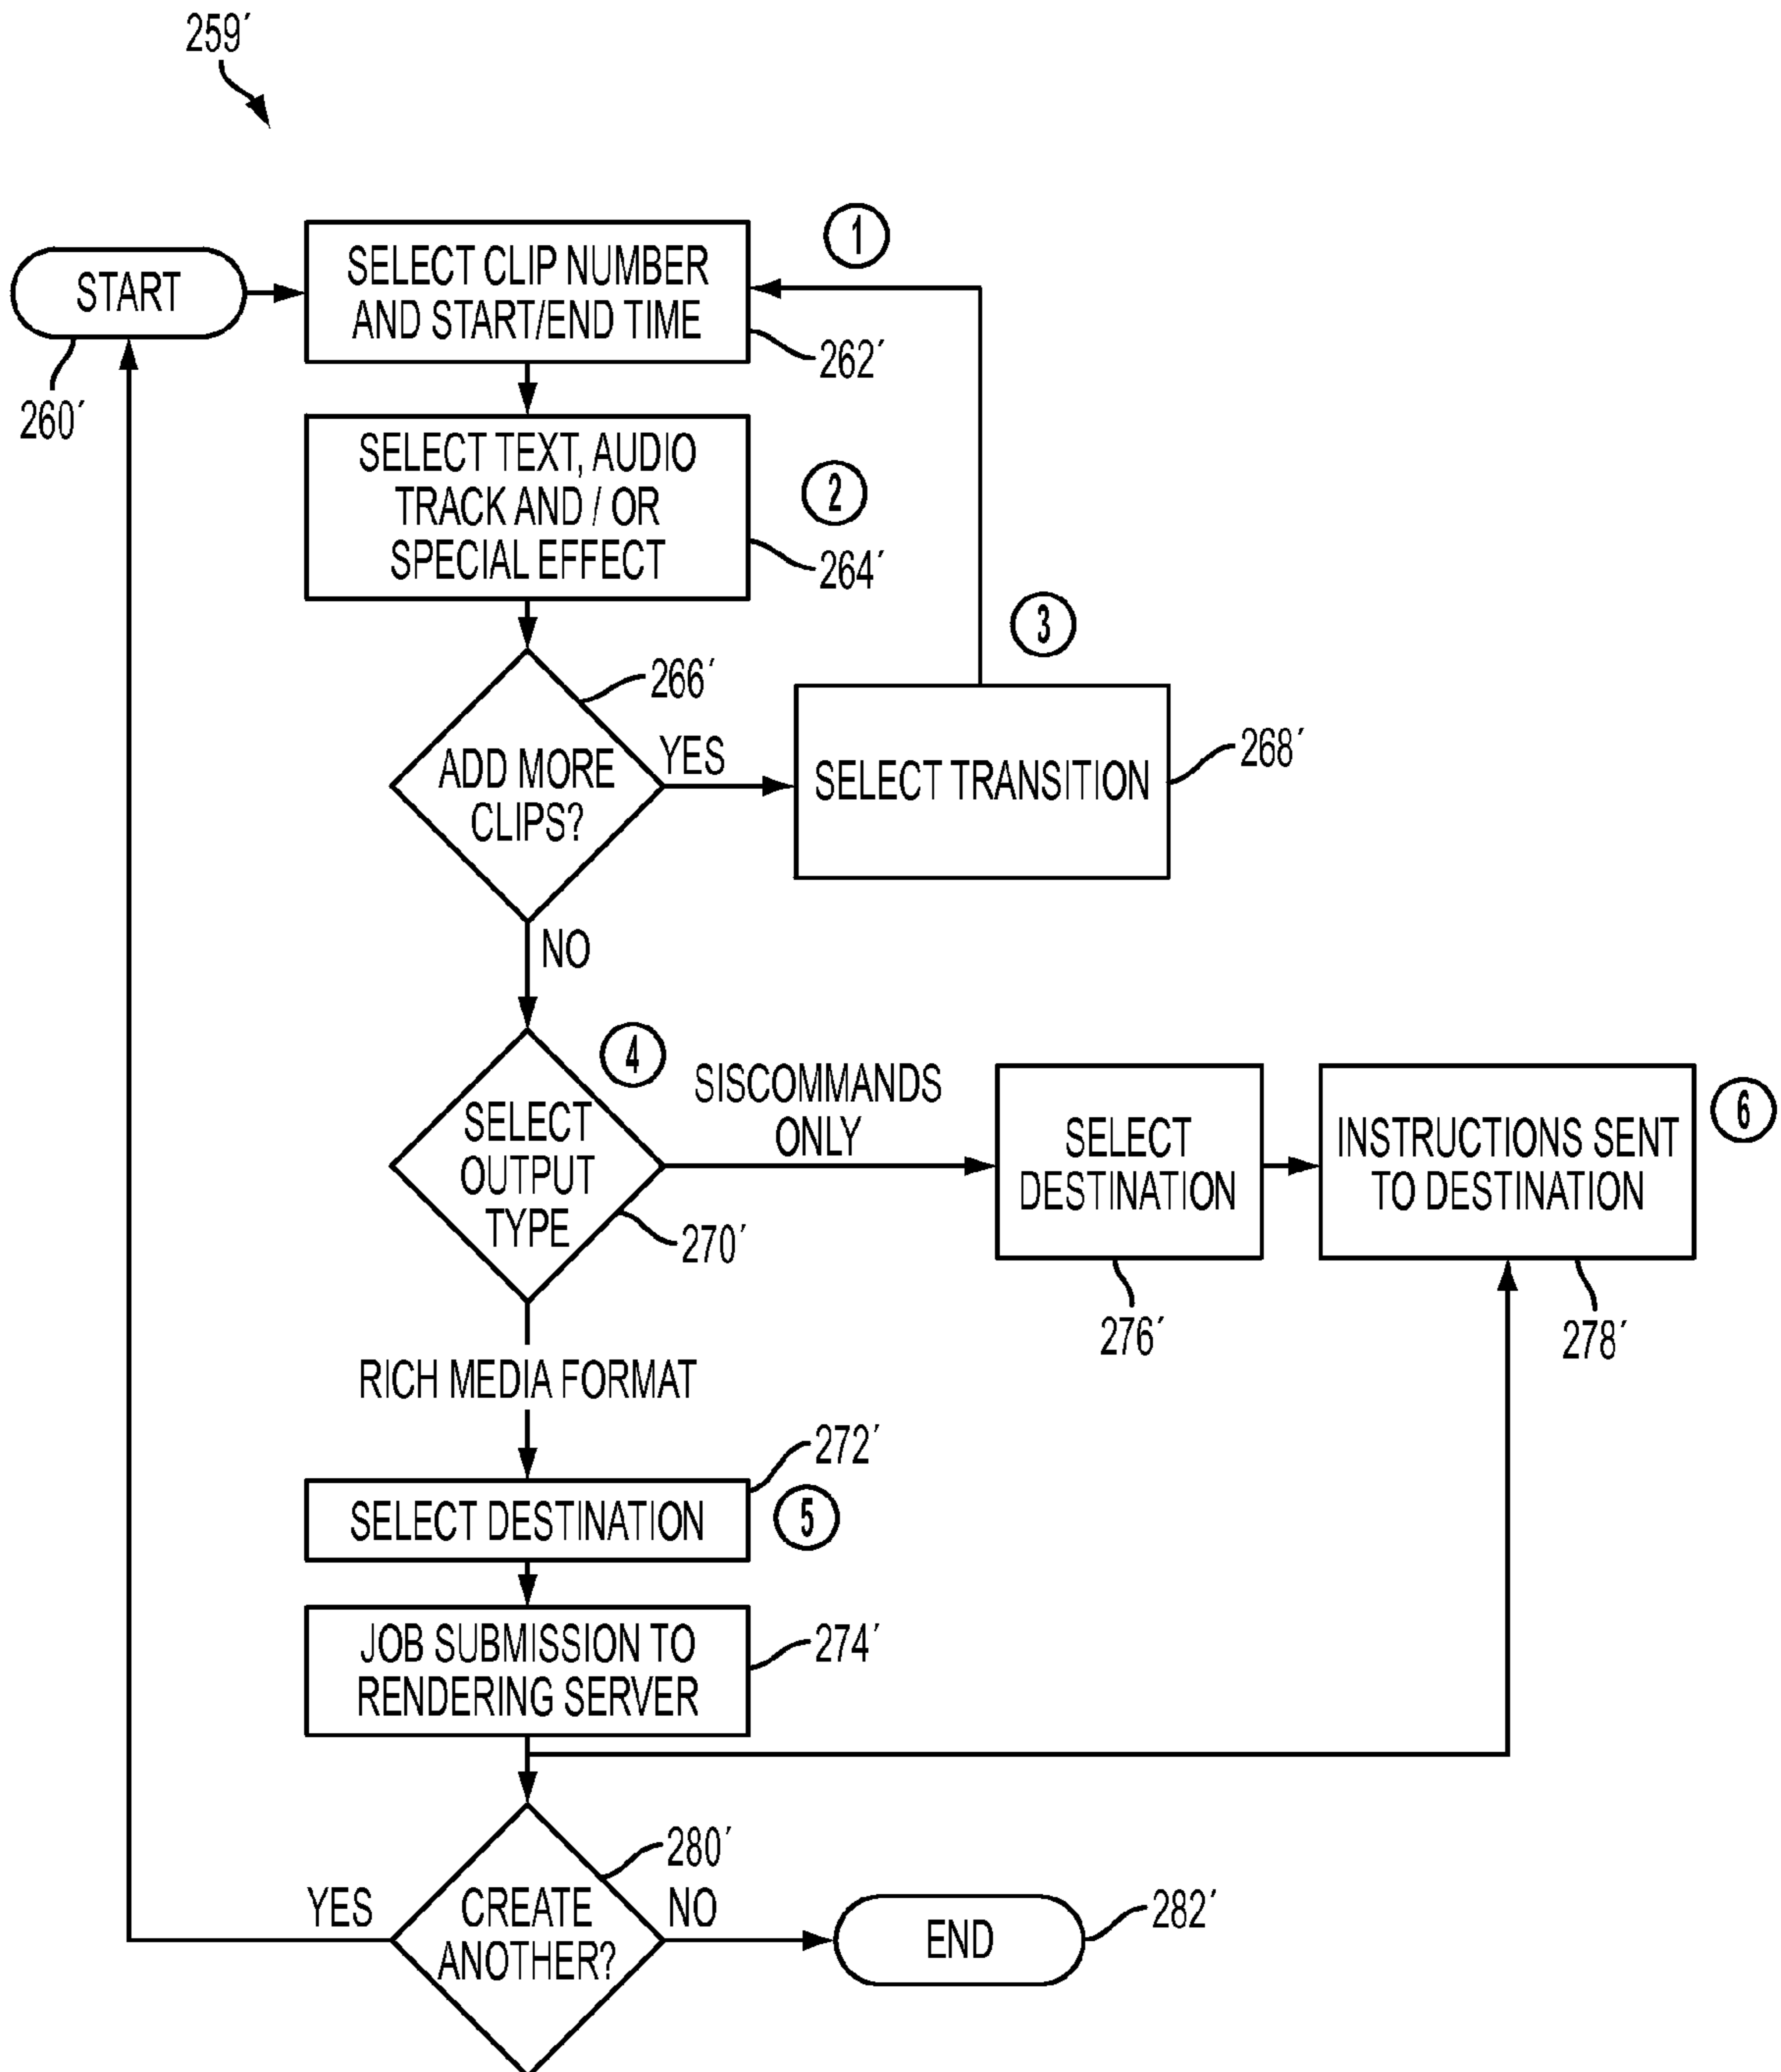 259′
START
260′
SELECT CLIP NUMBER
AND START/END TIME
1
262′
SELECT TEXT, AUDIO
TRACK AND / OR
SPECIAL EFFECT
2
264′
3
266′
ADD MORE
CLIPS?
YES
SELECT TRANSITION
268′
NO
4
SELECT
OUTPUT
TYPE
270′
SISCOMMANDS
ONLY
SELECT
DESTINATION
276′
INSTRUCTIONS SENT
TO DESTINATION
6
278′
RICH MEDIA FORMAT
272′
SELECT DESTINATION
5
JOB SUBMISSION TO
RENDERING SERVER
274′
280′
YES
CREATE
ANOTHER?
NO
END
282′